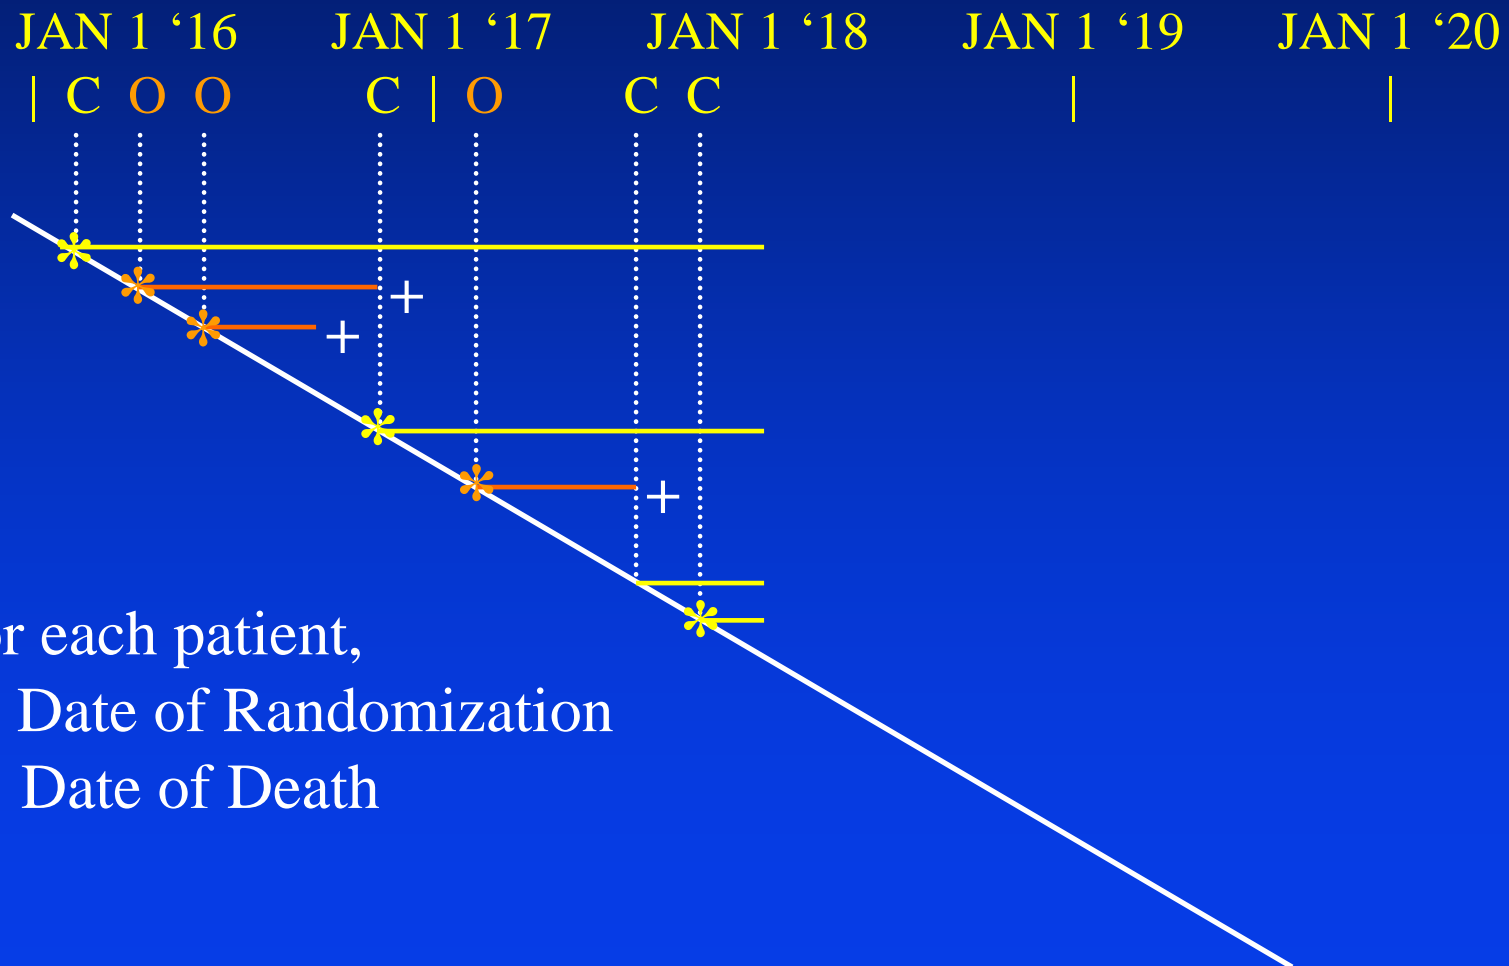 JAN 1 ‘16 JAN 1 ‘17 JAN 1 ‘18 JAN 1 ‘19 JAN 1 ‘20
| C O O C | O C C | |
+
+
+
each patient,
Date of Randomization
Date of Death